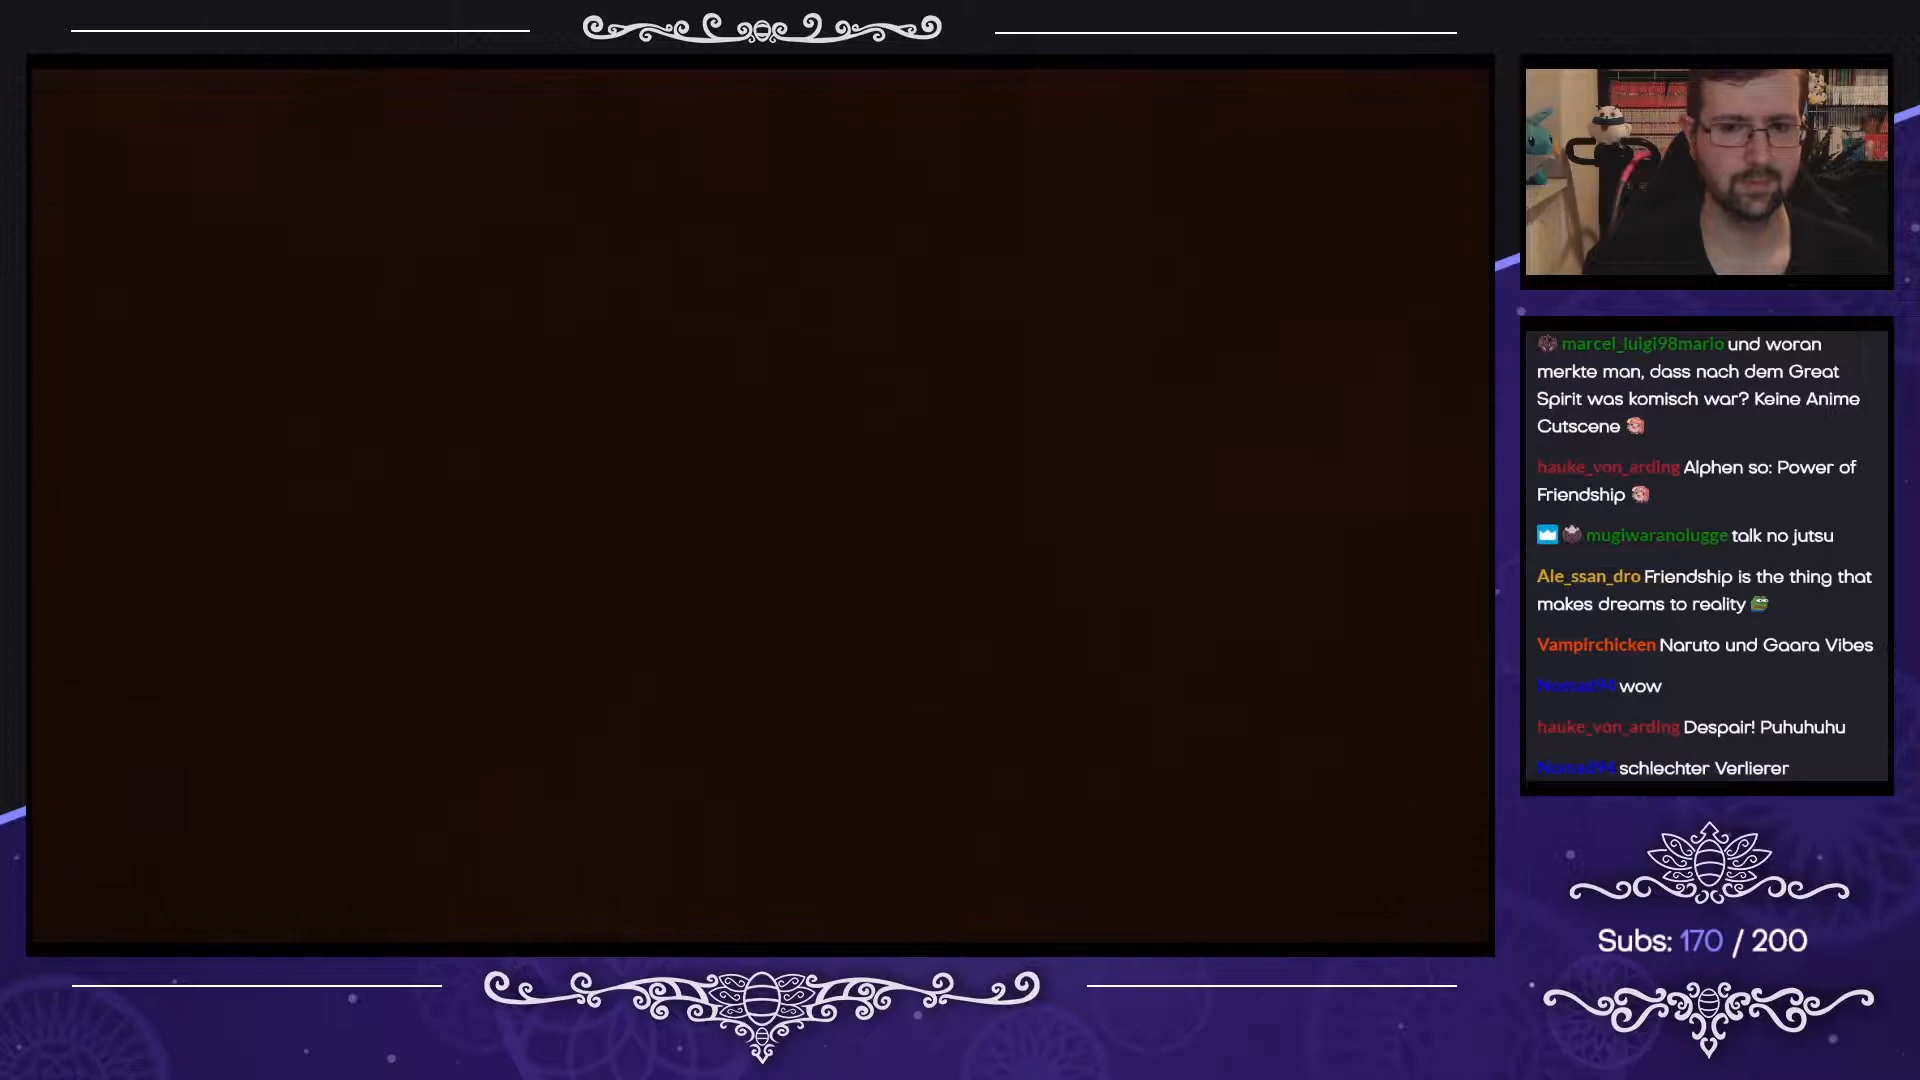 marcel_luigi98mario und woran
merkte man, dass nach dem Great
Spirit was komisch war? Keine Anime
Cutscene
hauke_von_arding Alphen so: Power of
Friendship
mugiwaranolugge talk no jutsu
Ale_ssan_dro Friendship is the thing that
makes dreams to reality
Vampirchicken Naruto und Gaara Vibes
Nomad94 wow
hauke_von_arding Despair! Puhuhuhu
Nomad94 schlechter Verlierer
Subs: 170 / 200